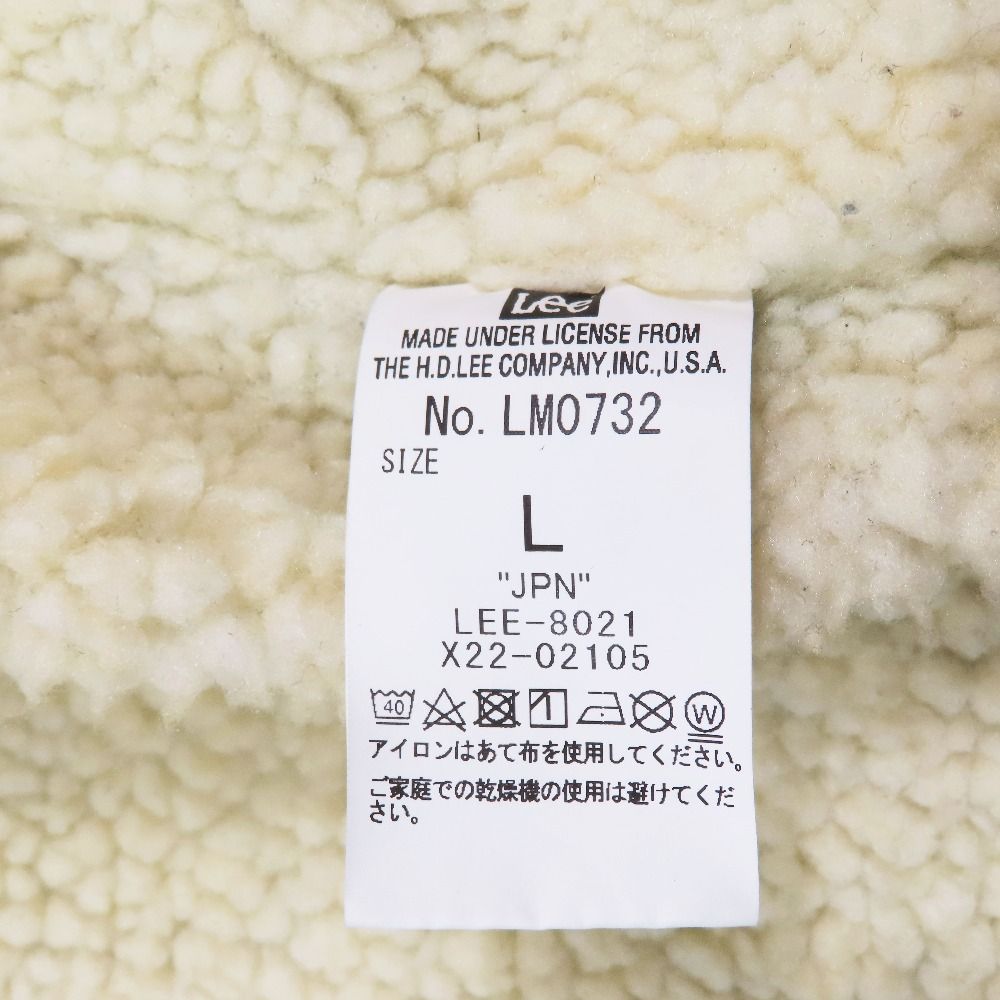 Lee
MADE UNDER LICENSE FROM
THE H.D.LEE COMPANY,INC.,U.S.A.
No. LM0732
SIZE
L
"JPN"
LEE-8021
X22-02105
40
W
アイロンはあて布を使用してください。
ご家庭での乾燥機の使用は避けてくだ
さい。